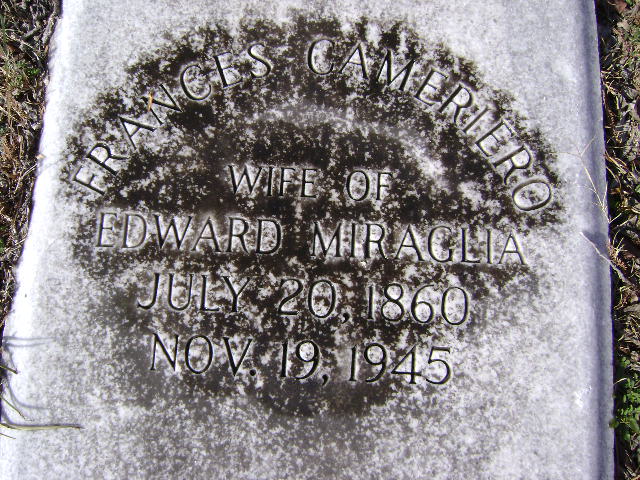 FRANCES CAMERIERO
WIFE OF
EDWARD MIRAGLIA
JULY 20, 1860
NOV. 19, 1945